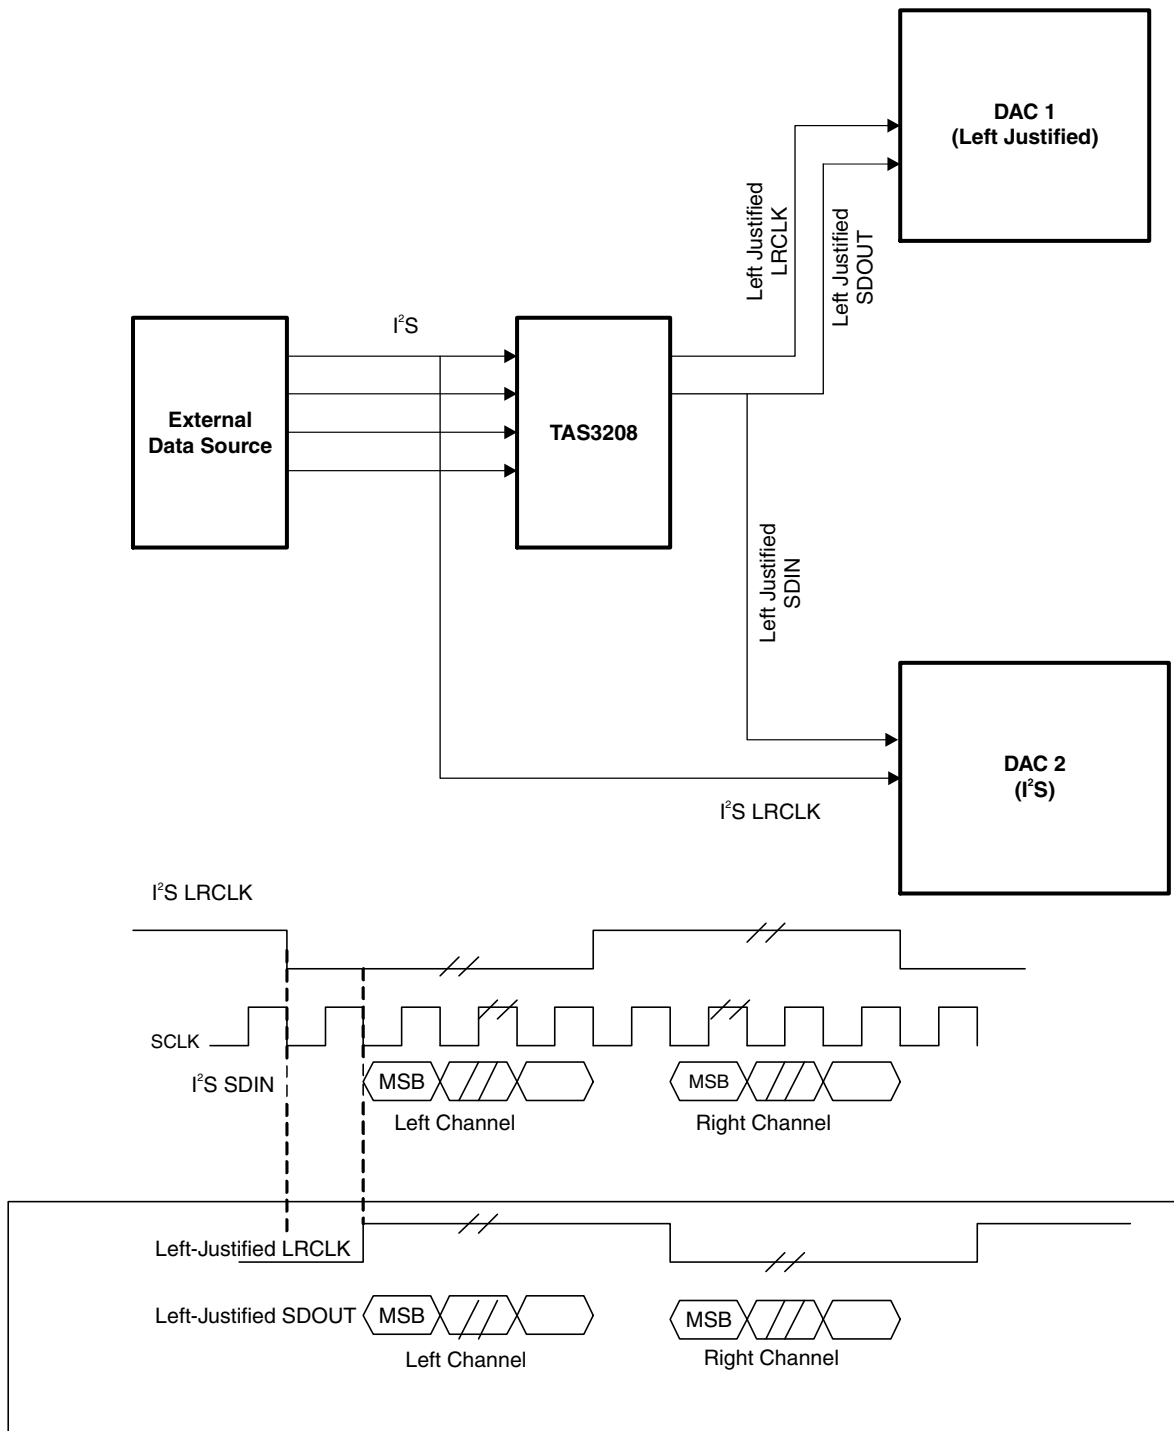 DAC 1
(Left Justified)
Left Justified
LRCLK
Left Justified
SDOUT
I²S
External
Data Source
TAS3208
Left Justified
SDIN
DAC 2
(I²S)
I²S LRCLK
I²S LRCLK
SCLK
I²S SDIN
MSB
MSB
Left Channel
Right Channel
Left-Justified LRCLK
Left-Justified SDOUT
MSB
MSB
Left Channel
Right Channel